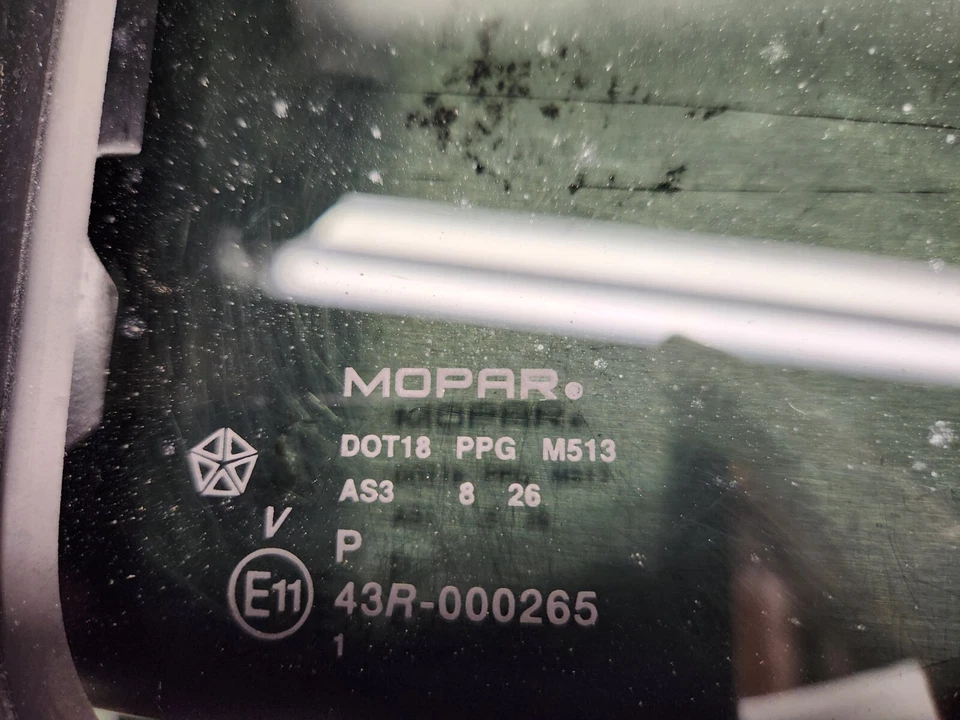 MOPAR®
DOT18 PPG M513
AS3 8 26
V P
E11 43R-000265
1